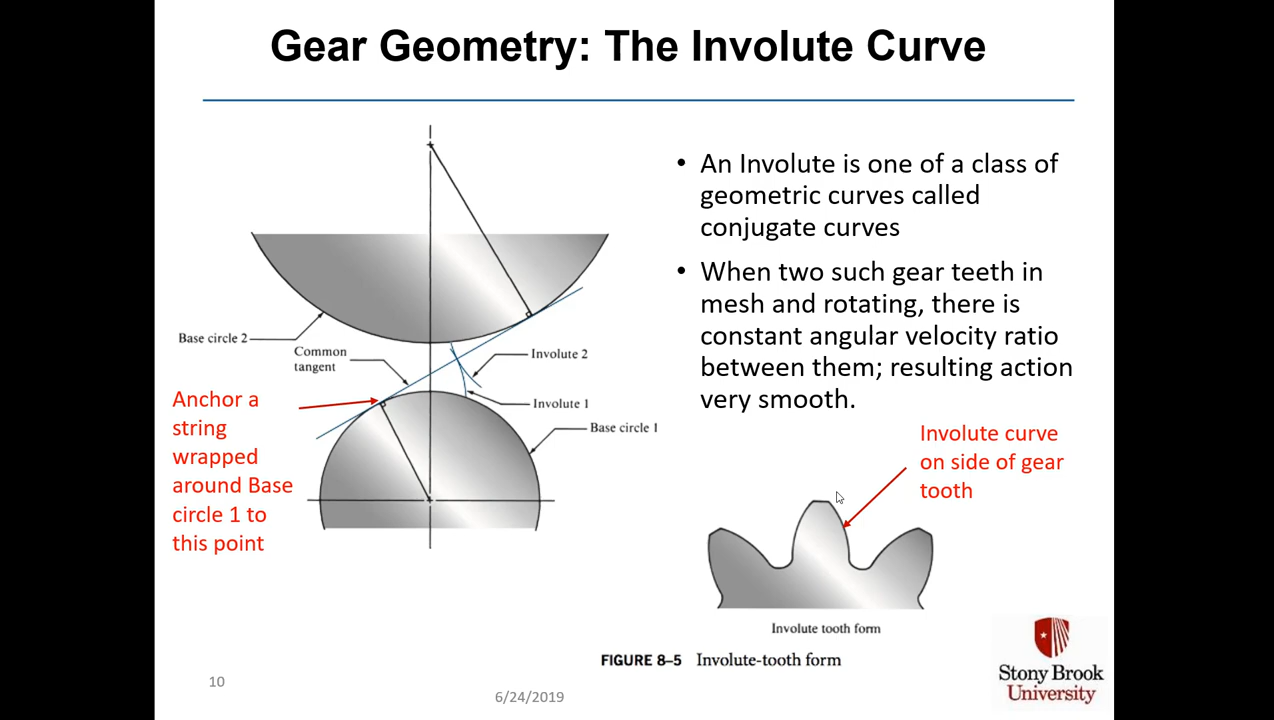 Gear Geometry: The Involute Curve
• An Involute is one of a class of
geometric curves called
conjugate curves
• When two such gear teeth in
mesh and rotating, there is
constant angular velocity ratio
between them; resulting action
very smooth.
Base circle 2
Common
tangent
Involute 2
Involute 1
Base circle 1
Anchor a
string
wrapped
around Base
circle 1 to
this point
Involute curve
on side of gear
tooth
Involute tooth form
FIGURE 8–5 Involute-tooth form
10
6/24/2019
Stony Brook
University